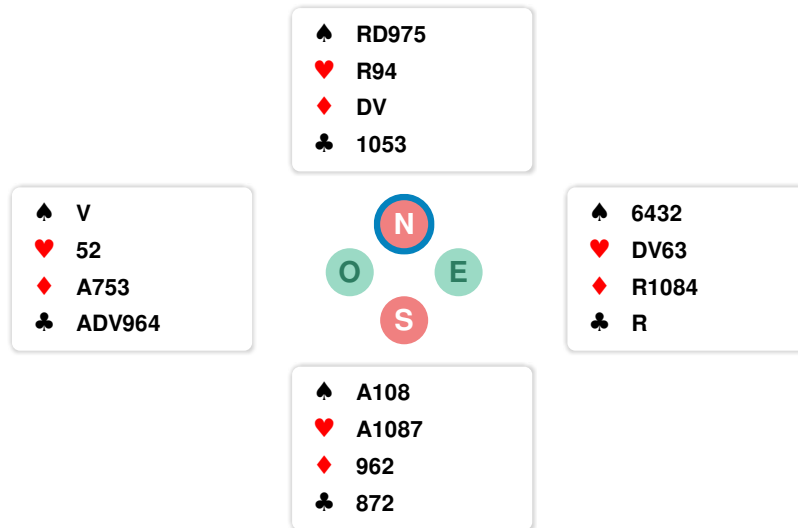 ♠ RD975
♥ R94
♦ DV
♣ 1053
♠ V
♥ 52
♦ A753
♣ ADV964
N
O E
S
♠ 6432
♥ DV63
♦ R1084
♣ R
♠ A108
♥ A1087
♦ 962
♣ 872